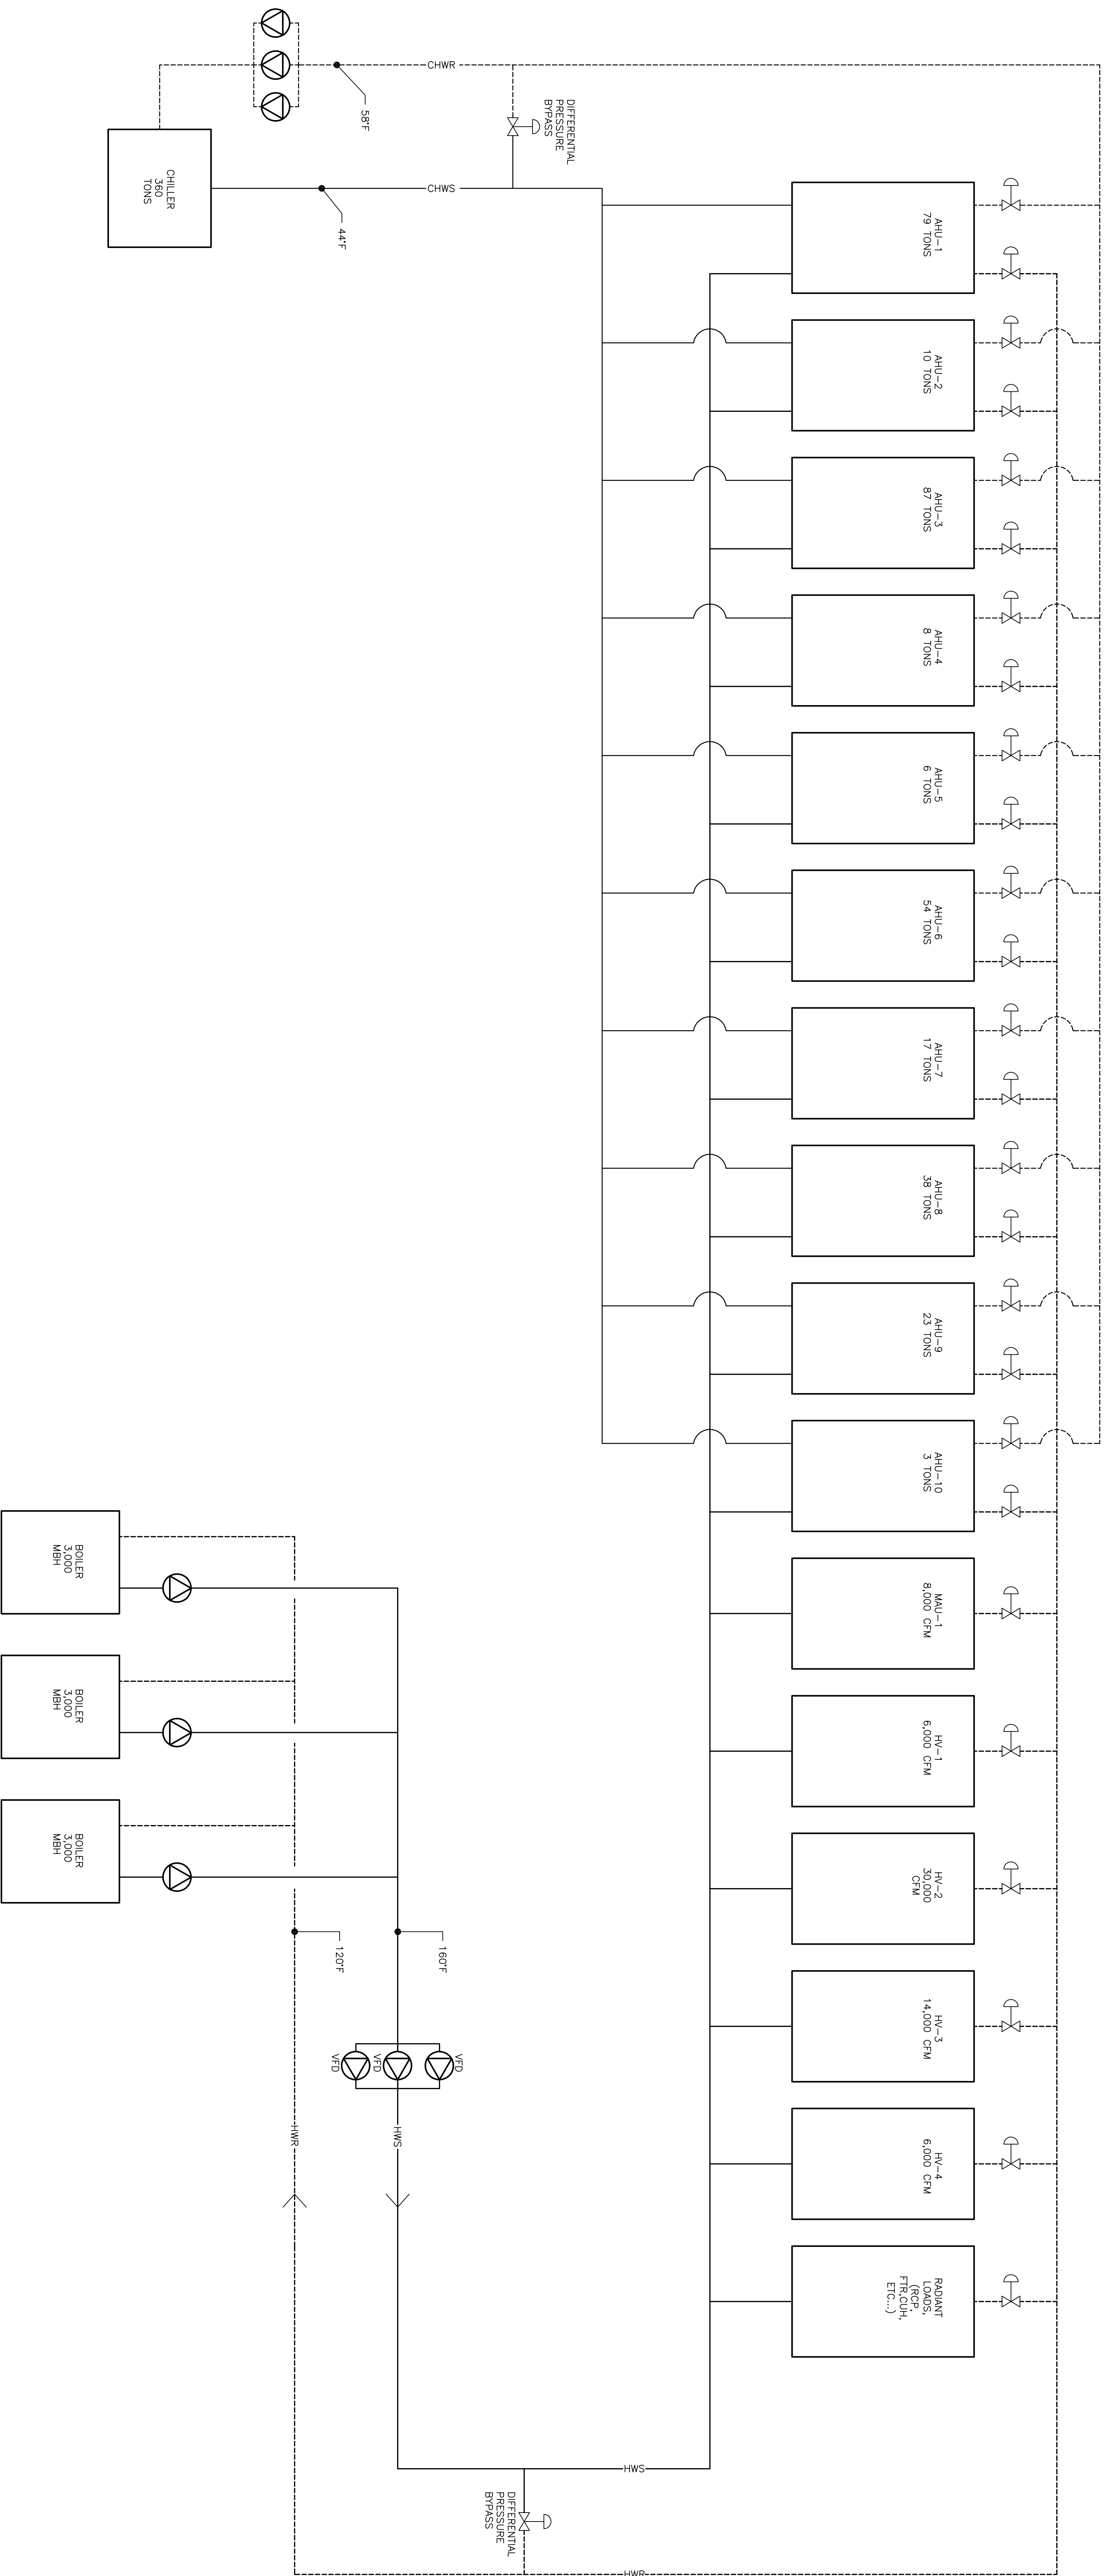 CHWR
58°F
DIFFERENTIAL
PRESSURE
BYPASS
CHILLER
360
TONS
CHWS
44°F
AHU-1
79 TONS
AHU-2
10 TONS
AHU-3
87 TONS
AHU-4
8 TONS
AHU-5
6 TONS
AHU-6
54 TONS
AHU-7
17 TONS
AHU-8
38 TONS
AHU-9
23 TONS
AHU-10
3 TONS
MAU-1
8,000 CFM
HV-1
6,000 CFM
HV-2
30,000
CFM
HV-3
14,000 CFM
HV-4
6,000 CFM
RADIANT
LOADS,
(RCP,
FTR,CUH,
ETC...)
BOILER
3,000
MBH
BOILER
3,000
MBH
BOILER
3,000
MBH
120°F
160°F
VFD
VFD
VFD
HWR
HWS
HWS
DIFFERENTIAL
PRESSURE
BYPASS
HWR